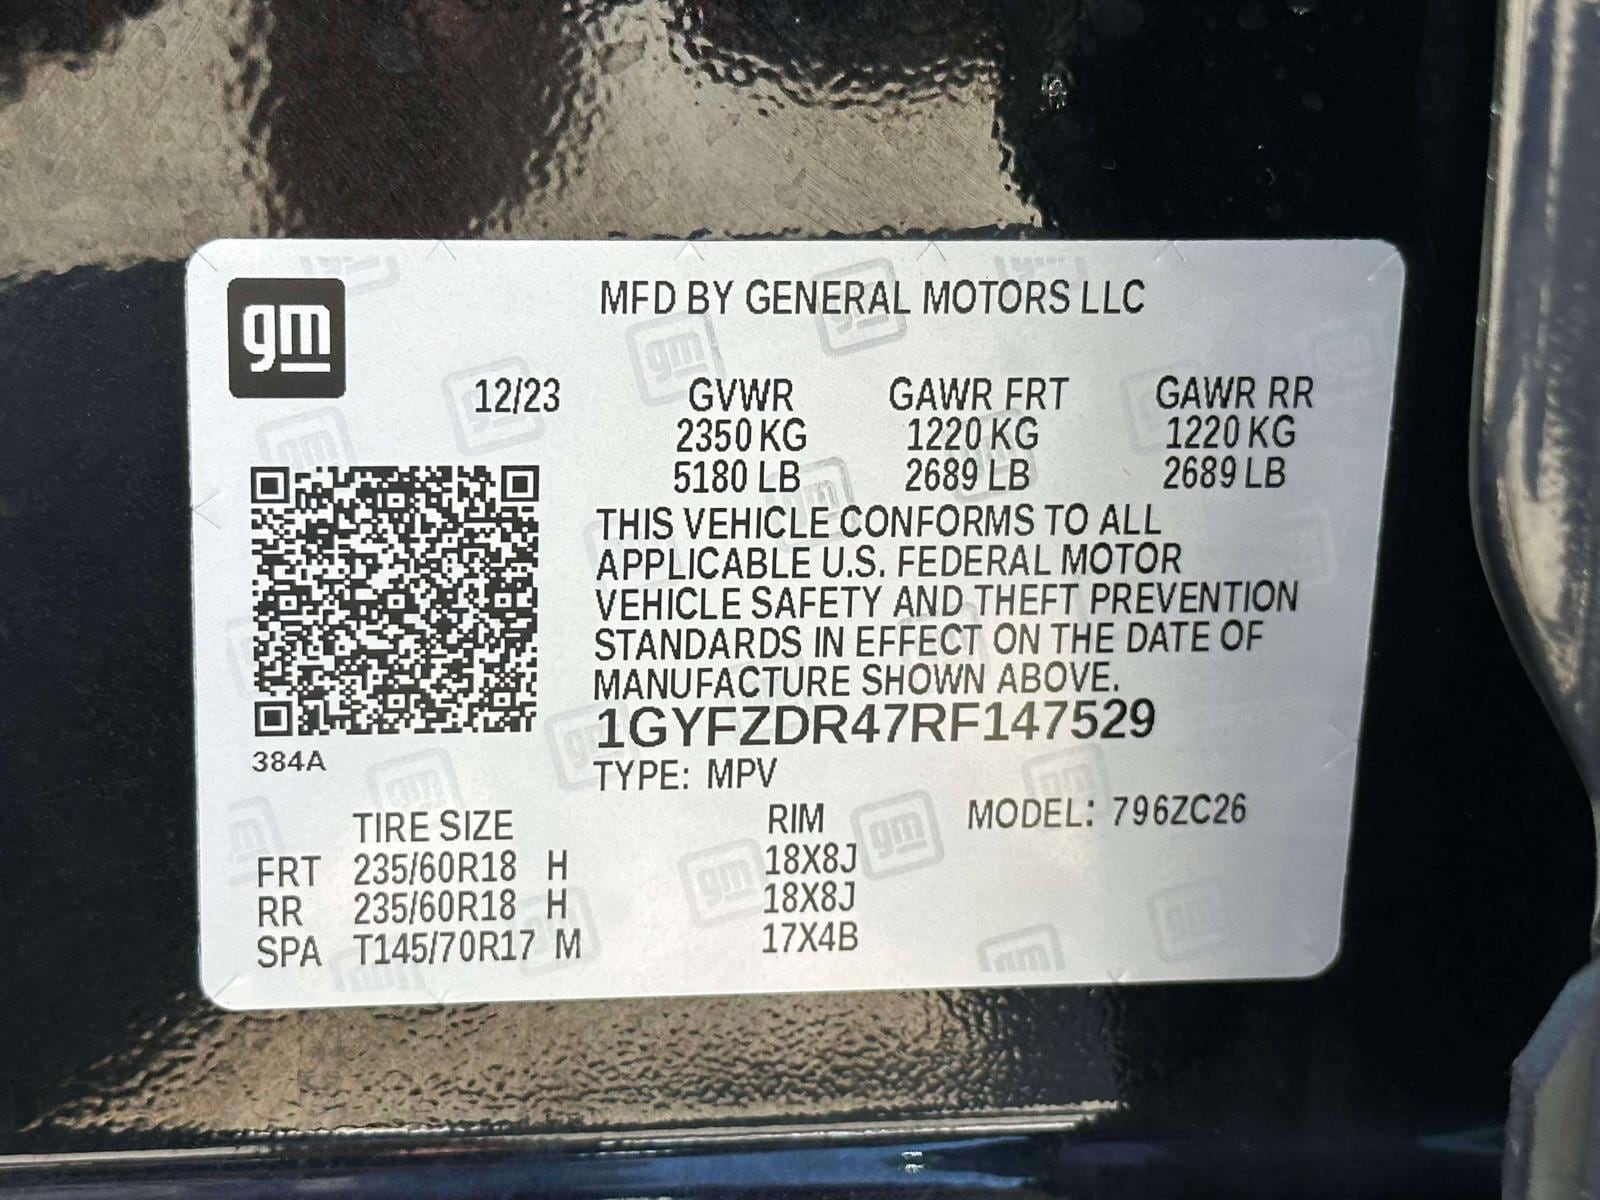 gm
MFD BY GENERAL MOTORS LLC
12/23 GVWR GAWR FRT GAWR RR
2350 KG 1220 KG 1220 KG
5180 LB 2689 LB 2689 LB
THIS VEHICLE CONFORMS TO ALL
APPLICABLE U.S. FEDERAL MOTOR
VEHICLE SAFETY AND THEFT PREVENTION
STANDARDS IN EFFECT ON THE DATE OF
MANUFACTURE SHOWN ABOVE.
1GYFZDR47RF147529
384A
TYPE: MPV
TIRE SIZE RIM MODEL: 796ZC26
FRT 235/60R18 H 18X8J
RR 235/60R18 H 18X8J
SPA T145/70R17 M 17X4B